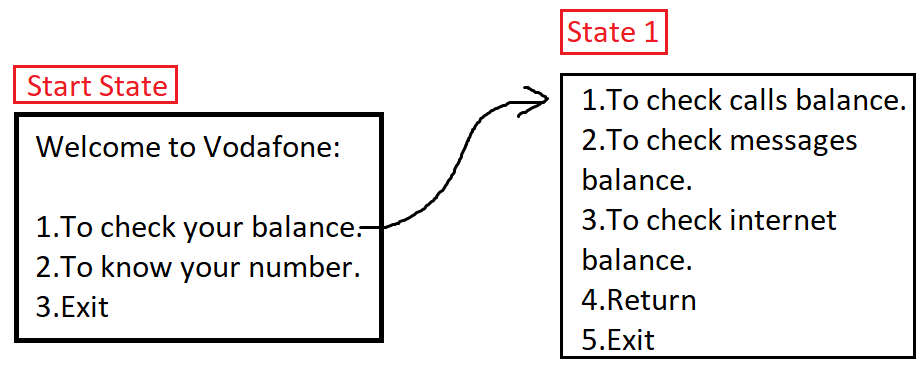 Start State
Welcome to Vodafone:
1.To check your balance.
2.To know your number.
3.Exit
State 1
1.To check calls balance.
2.To check messages
balance.
3.To check internet
balance.
4.Return
5.Exit